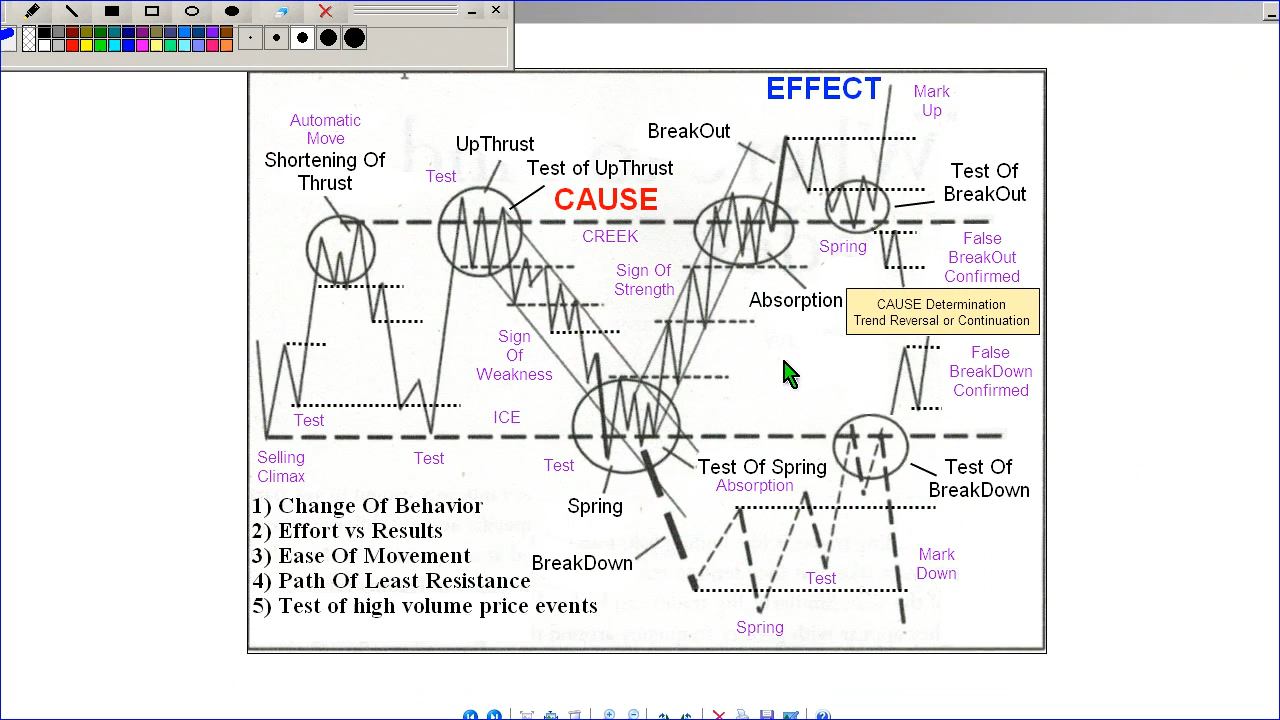 EFFECT
Mark
Up
Automatic
Move
Shortening Of
Thrust
UpThrust
Test
Test of UpThrust
CAUSE
BreakOut
Test Of
BreakOut
CREEK
Spring
False
BreakOut
Confirmed
Sign Of
Strength
Absorption
CAUSE Determination
Trend Reversal or Continuation
Sign
Of
Weakness
False
BreakDown
Confirmed
Test
ICE
Selling
Climax
Test
Test
Test Of Spring
Absorption
Test Of
BreakDown
Spring
1) Change Of Behavior
2) Effort vs Results
3) Ease Of Movement
4) Path Of Least Resistance
5) Test of high volume price events
BreakDown
Test
Mark
Down
Spring